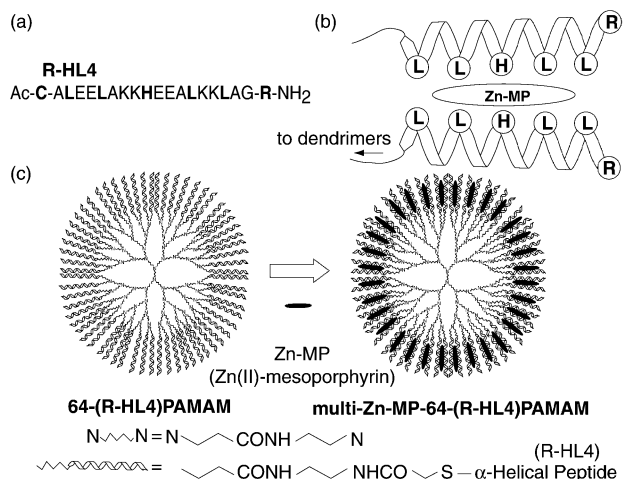 (a)
R-HL4
Ac-C-ALEELAKKHEEALKKLAG-R-NH2
(b)
R
L L H L L
Zn-MP
L L H L L
R
to dendrimers
(c)
Zn-MP
(Zn(II)-mesoporphyrin)
64-(R-HL4)PAMAM
multi-Zn-MP-64-(R-HL4)PAMAM
N N = N CONH N
(R-HL4)
= CONH NHCO S — α-Helical Peptide